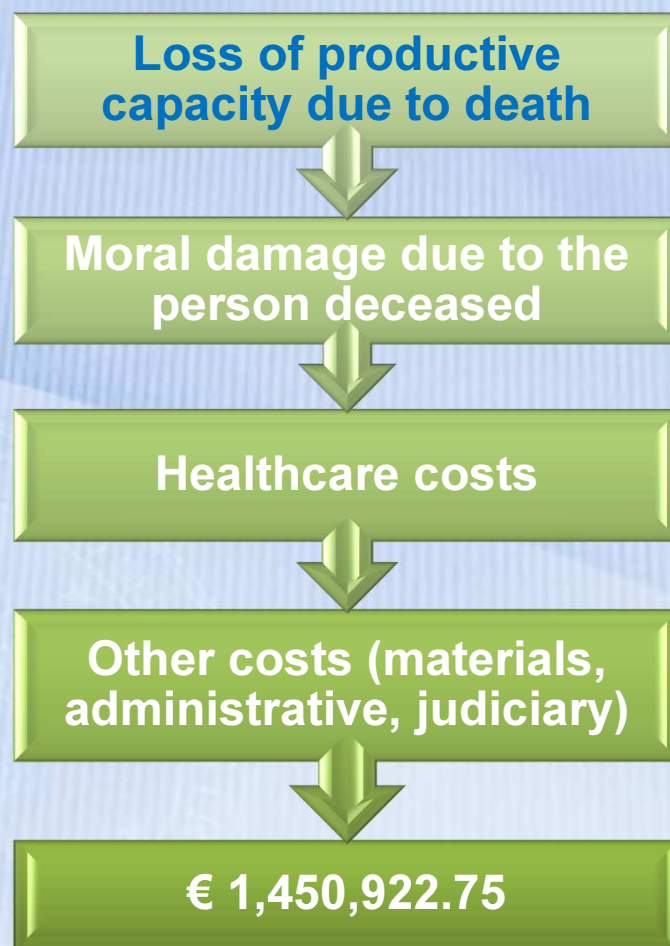 Loss of productive
capacity due to death
Moral damage due to the
person deceased
Healthcare costs
Other costs (materials,
administrative, judiciary)
€ 1,450,922.75